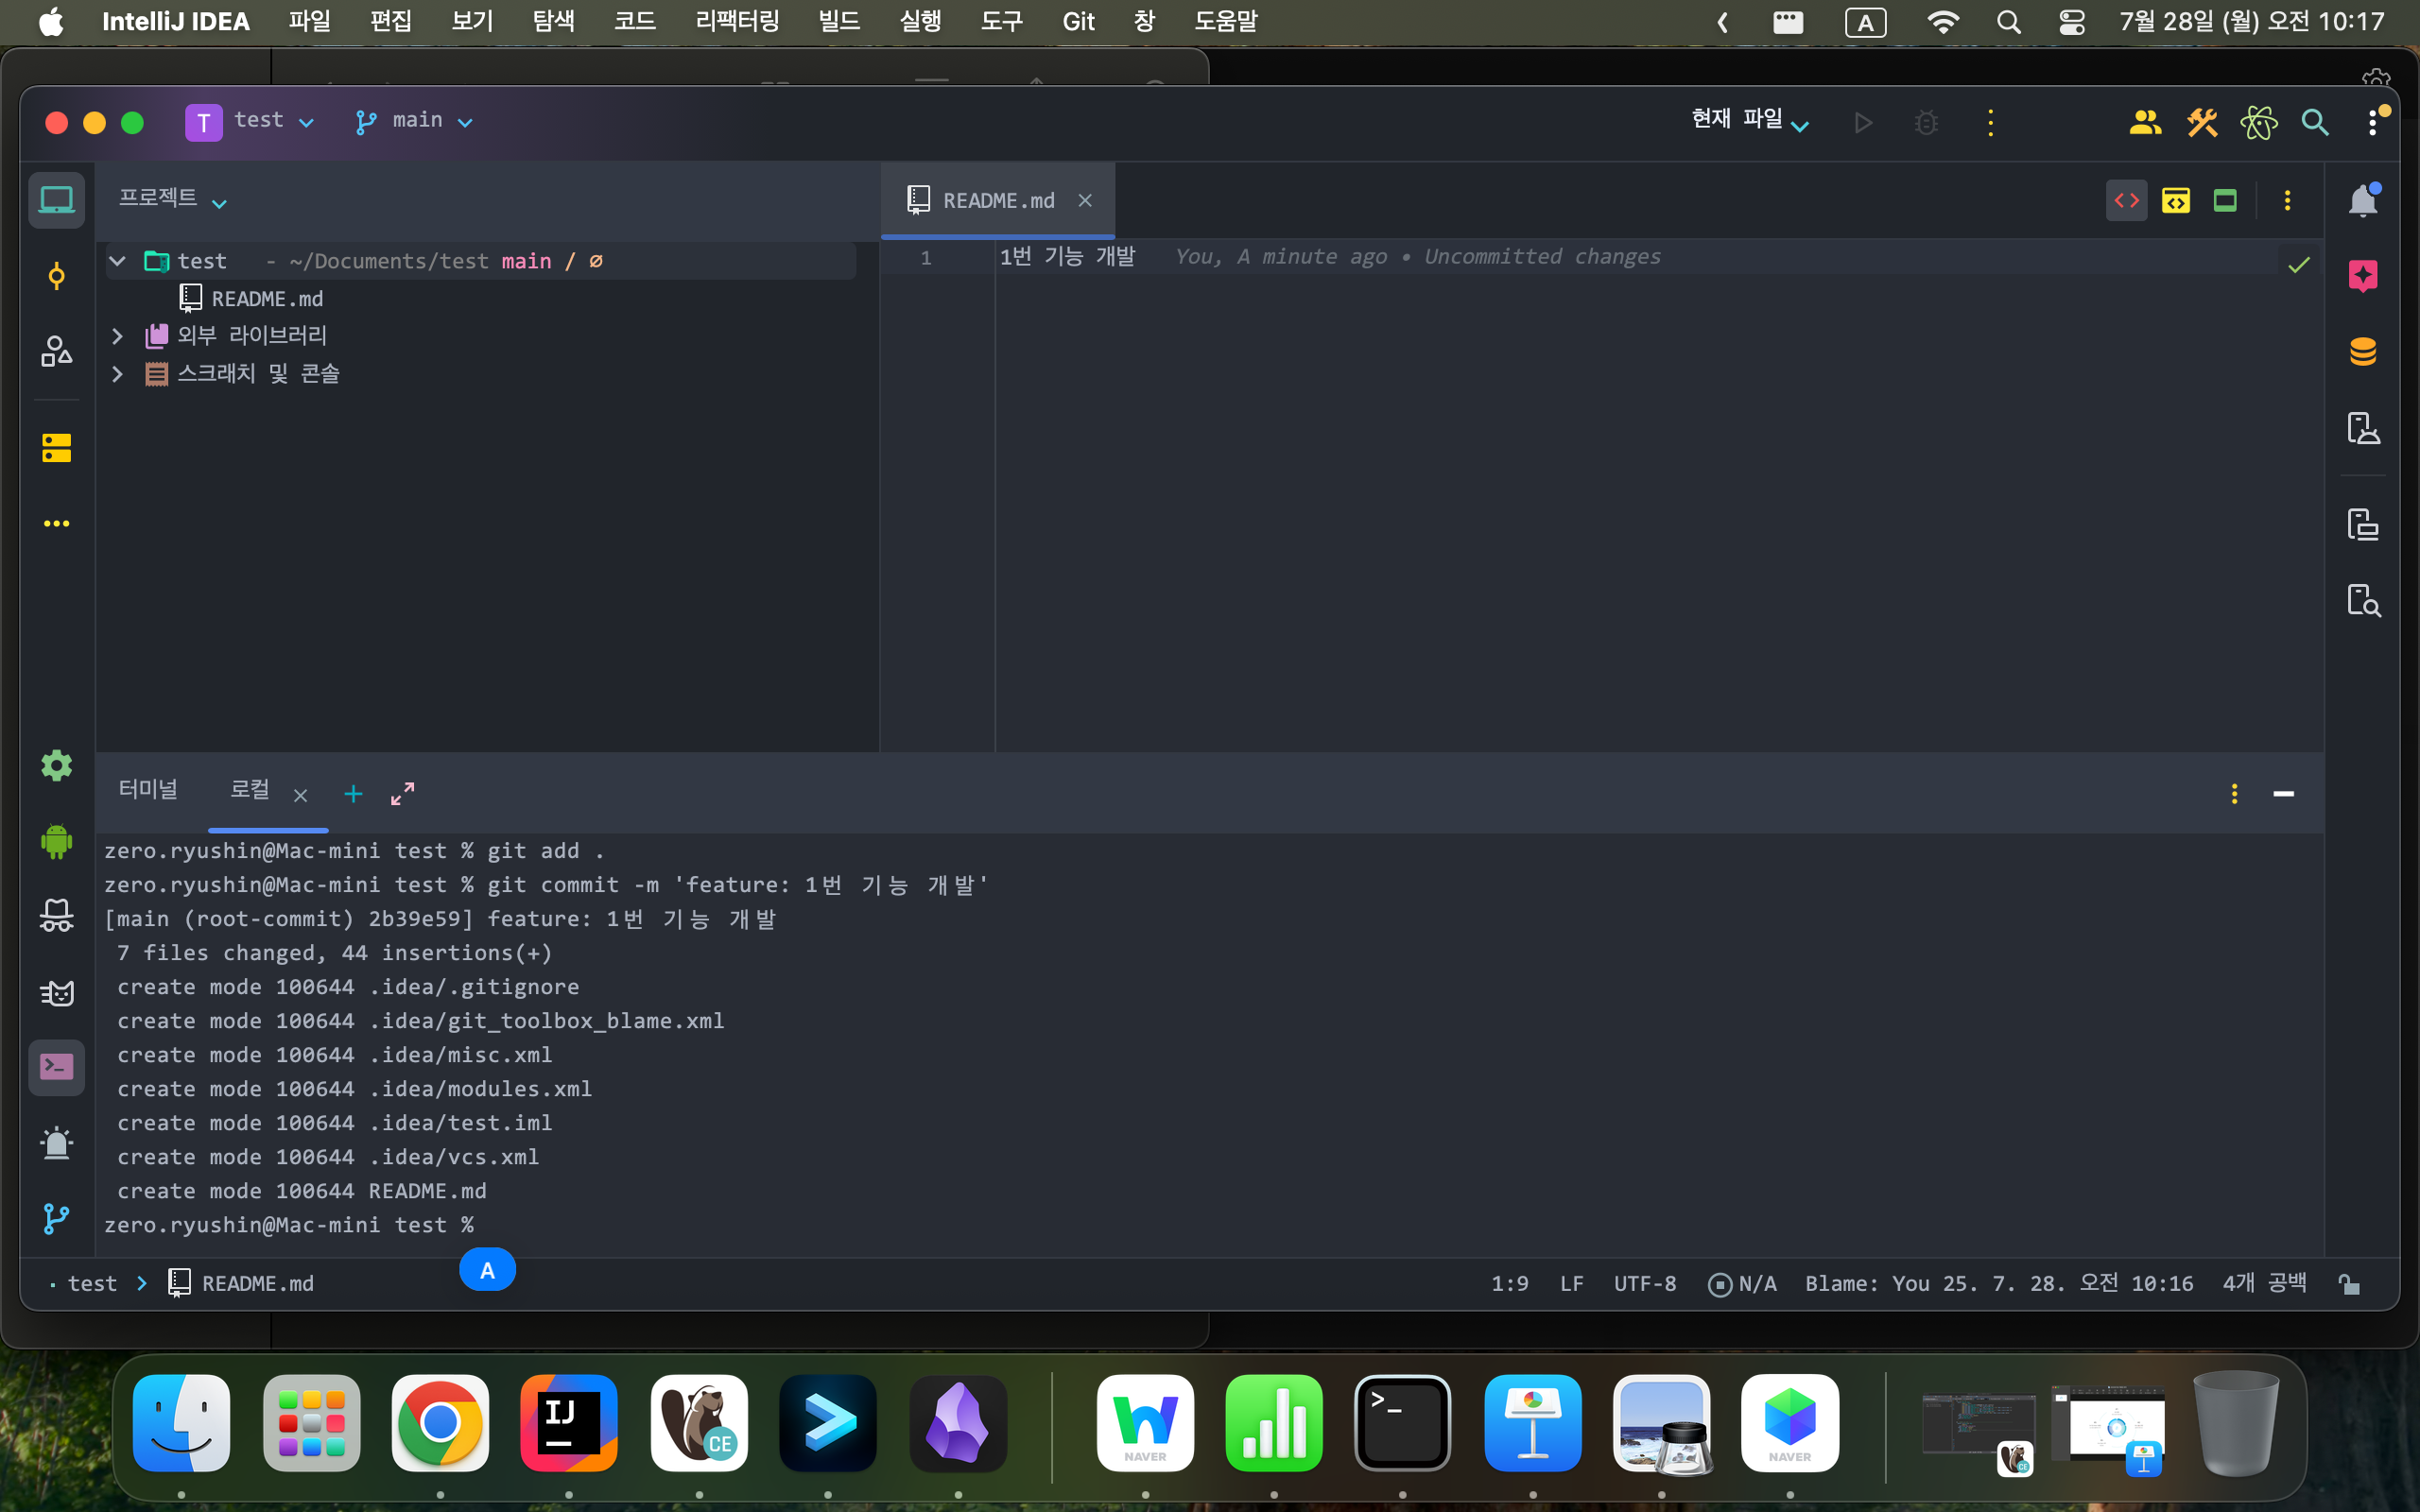 IntelliJ IDEA 파일 편집 보기 탐색 코드 리팩터링 빌드 실행 도구 Git 창 도움말 A 7월 28일 (월) 오전 10:17
T test main 현재 파일
프로젝트 README.md
test - ~/Documents/test main / ∅
README.md
외부 라이브러리
스크래치 및 콘솔
1 1번 기능 개발 You, A minute ago • Uncommitted changes
터미널 로컬
zero.ryushin@Mac-mini test % git add .
zero.ryushin@Mac-mini test % git commit -m 'feature: 1번 기능 개발'
[main (root-commit) 2b39e59] feature: 1번 기능 개발
7 files changed, 44 insertions(+)
create mode 100644 .idea/.gitignore
create mode 100644 .idea/git_toolbox_blame.xml
create mode 100644 .idea/misc.xml
create mode 100644 .idea/modules.xml
create mode 100644 .idea/test.iml
create mode 100644 .idea/vcs.xml
create mode 100644 README.md
zero.ryushin@Mac-mini test %
A
test > README.md 1:9 LF UTF-8 N/A Blame: You 25. 7. 28. 오전 10:16 4개 공백
IJ CE NAVER >_ NAVER CE